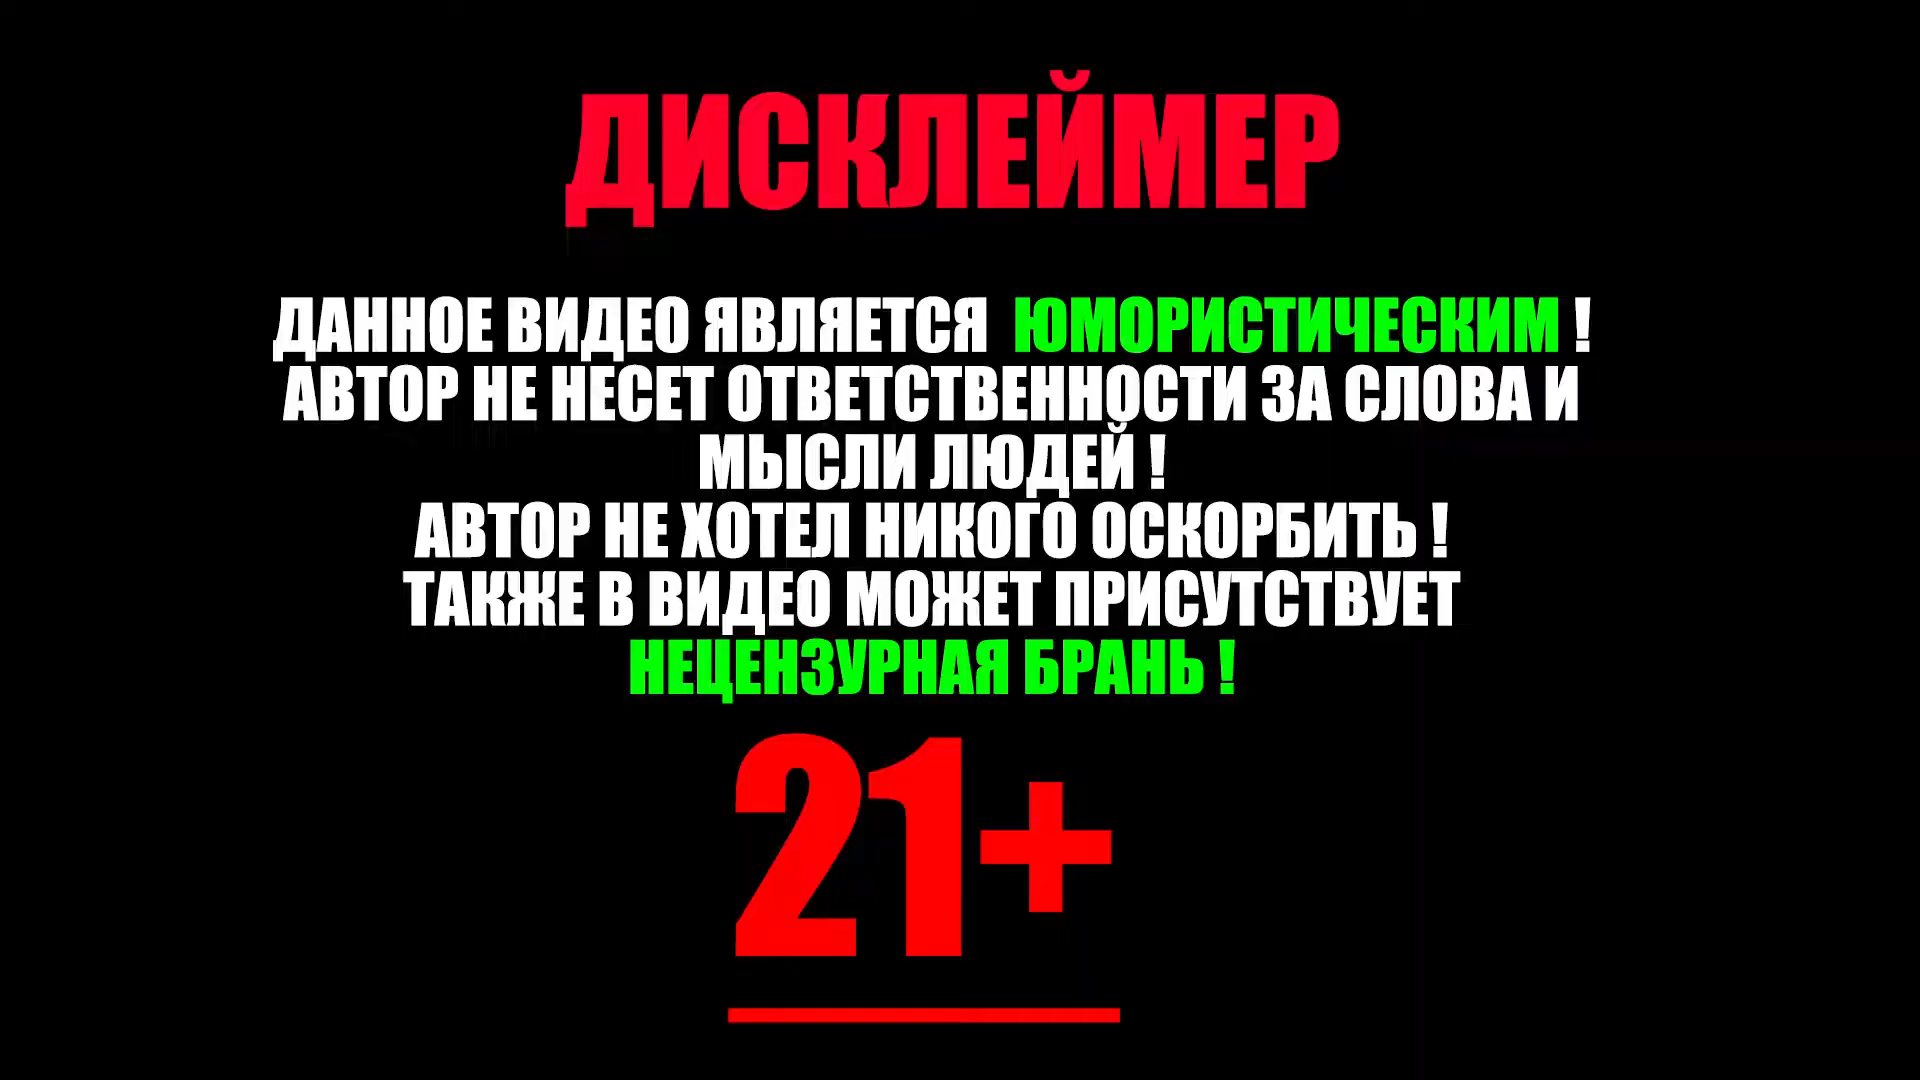 ДИСКЛЕЙМЕР
ДАННОЕ ВИДЕО ЯВЛЯЕТСЯ ЮМОРИСТИЧЕСКИМ !
АВТОР НЕ НЕСЕТ ОТВЕТСТВЕННОСТИ ЗА СЛОВА И
МЫСЛИ ЛЮДЕЙ !
АВТОР НЕ ХОТЕЛ НИКОГО ОСКОРБИТЬ !
ТАКЖЕ В ВИДЕО МОЖЕТ ПРИСУТСТВУЕТ
НЕЦЕНЗУРНАЯ БРАНЬ !
21+